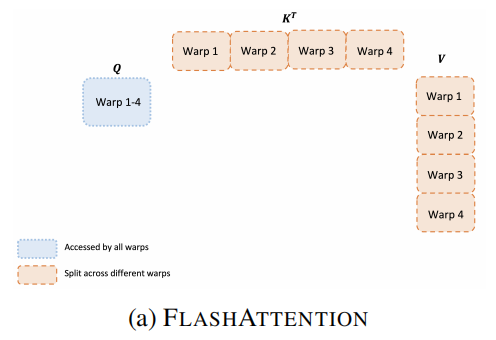 K^T
Warp 1 Warp 2 Warp 3 Warp 4
Q
Warp 1-4
V
Warp 1
Warp 2
Warp 3
Warp 4
Accessed by all warps
Split across different warps
(a) FLASHATTENTION